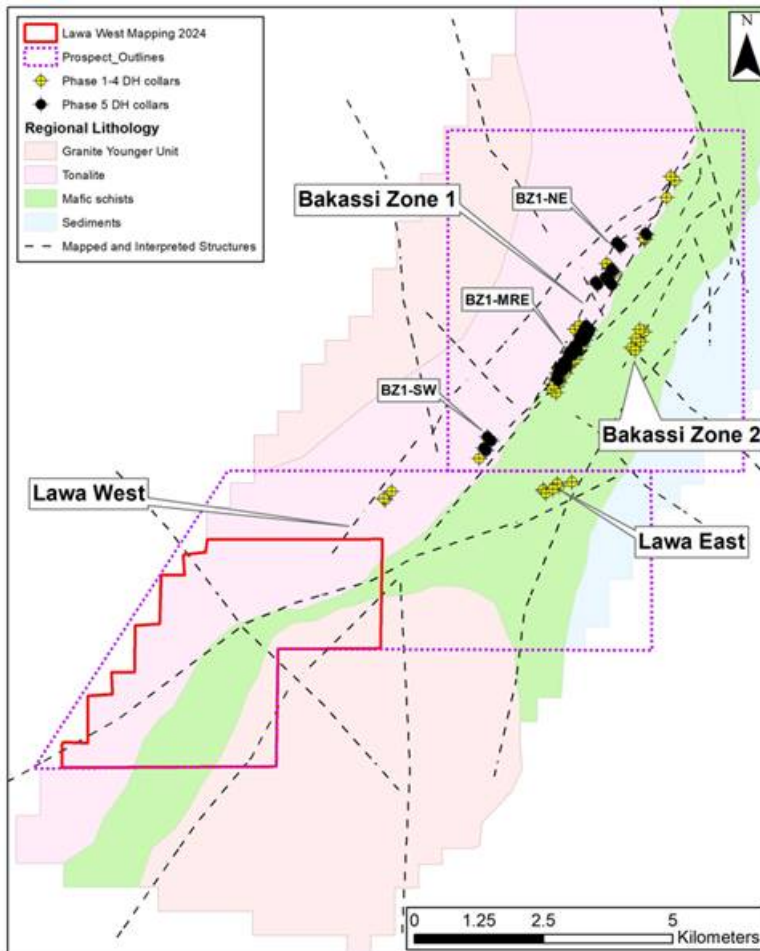 Lawa West Mapping 2024
Prospect_Outlines
Phase 1-4 DH collars
Phase 5 DH collars
Regional Lithology
Granite Younger Unit
Tonalite
Mafic schists
Sediments
Mapped and Interpreted Structures
N
BZ1-NE
Bakassi Zone 1
BZ1-MRE
BZ1-SW
Bakassi Zone 2
Lawa West
Lawa East
0 1.25 2.5 5
Kilometers